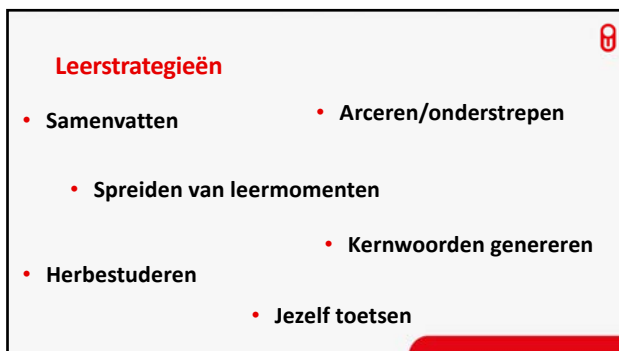 Leerstrategieën
• Samenvatten
• Arceren/onderstrepen
• Spreiden van leermomenten
• Kernwoorden genereren
• Herbestuderen
• Jezelf toetsen